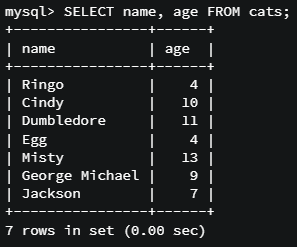 mysql> SELECT name, age FROM cats;
+----------------+------+
| name           | age  |
+----------------+------+
| Ringo          |    4 |
| Cindy          |   10 |
| Dumbledore     |   11 |
| Egg            |    4 |
| Misty          |   13 |
| George Michael |    9 |
| Jackson        |    7 |
+----------------+------+
7 rows in set (0.00 sec)